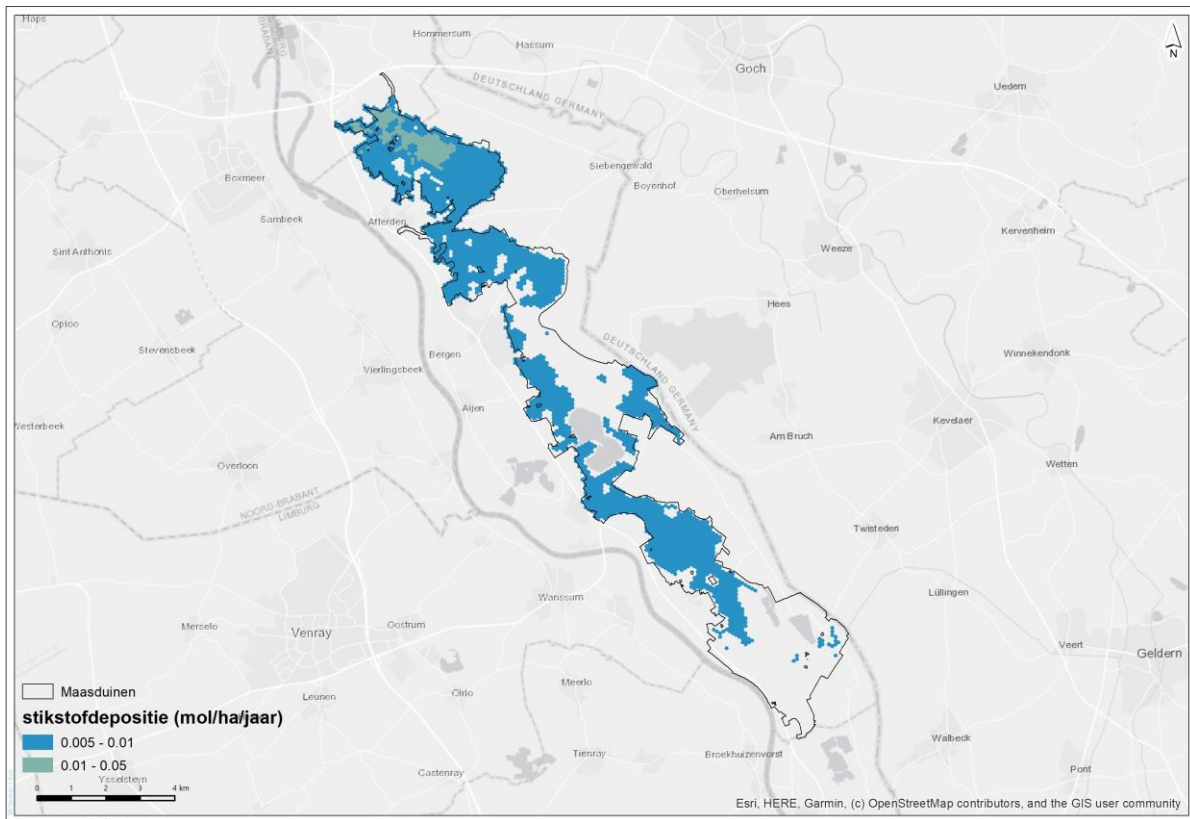 Haps
LIMBURG
BRABANT
Hommersum
Hassum
Goch
N
DEUTSCHLAND GERMANY
Uedem
Siebengewald
Boyenhof
Boxmeer
Oberhelsum
Sambeek
Afferden
Kervenheim
Weeze
Sint Anthonis
Hees
Oploo
DEUTSCHLAND GERMANY
Stevensbeek
Bergen
Winnekendonk
Vierlingsbeek
Aijen
Kevelaer
Westerbeek
Am Bruch
Overloon
Wetten
NOORD-BRABANT
LIMBURG
Twisteden
Lüllingen
Wanssum
Merselo
Venray
Oostrum
Veert
Geldern
Meerlo
Maasduinen
Leunen
Oirlo
stikstofdepositie (mol/ha/jaar)
0.005 - 0.01
Walbeck
Tienray
Broekhuizenvorst
0.01 - 0.05
Castenray
Pont
Ysselsteyn
0 1 2 3 4 km
Esri, HERE, Garmin, (c) OpenStreetMap contributors, and the GIS user community